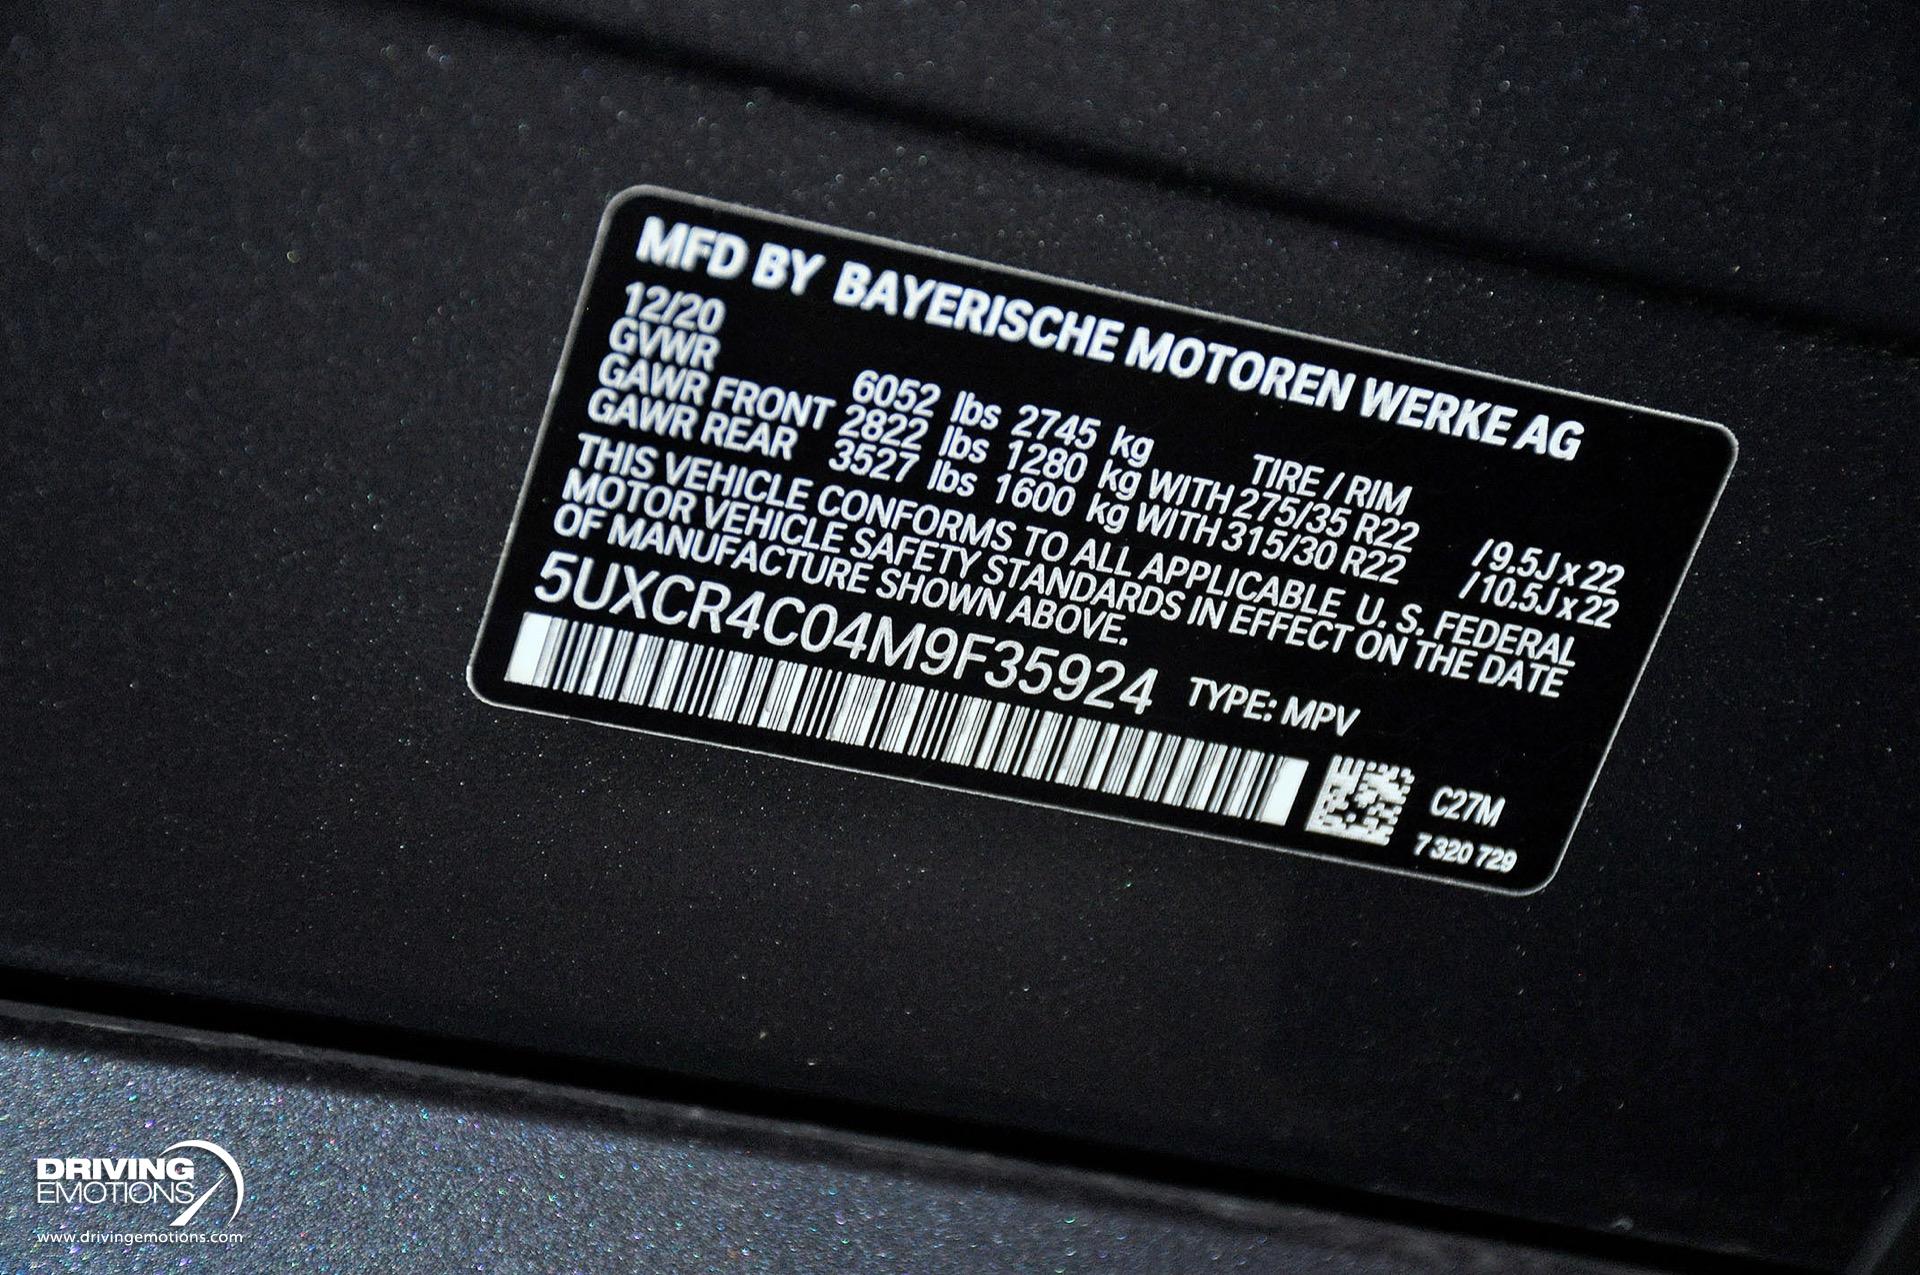 MFD BY BAYERISCHE MOTOREN WERKE AG
12/20
GVWR 6052 lbs 2745 kg TIRE / RIM
GAWR FRONT 2822 lbs 1280 kg WITH 275/35 R22 /9.5J x 22
GAWR REAR 3527 lbs 1600 kg WITH 315/30 R22 /10.5J x 22
THIS VEHICLE CONFORMS TO ALL APPLICABLE U. S. FEDERAL
MOTOR VEHICLE SAFETY STANDARDS IN EFFECT ON THE DATE
OF MANUFACTURE SHOWN ABOVE.
5UXCR4C04M9F35924 TYPE: MPV
C27M
7 320 729
DRIVING
EMOTIONS
www.drivingemotions.com